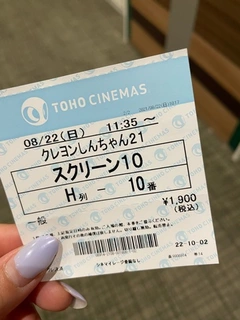 TOHO CINEMAS
08/22(日) 11:35～
クレヨンしんちゃん21
スクリーン10
H列 － 10番
一般
¥1,900
(税込)
22-10-02